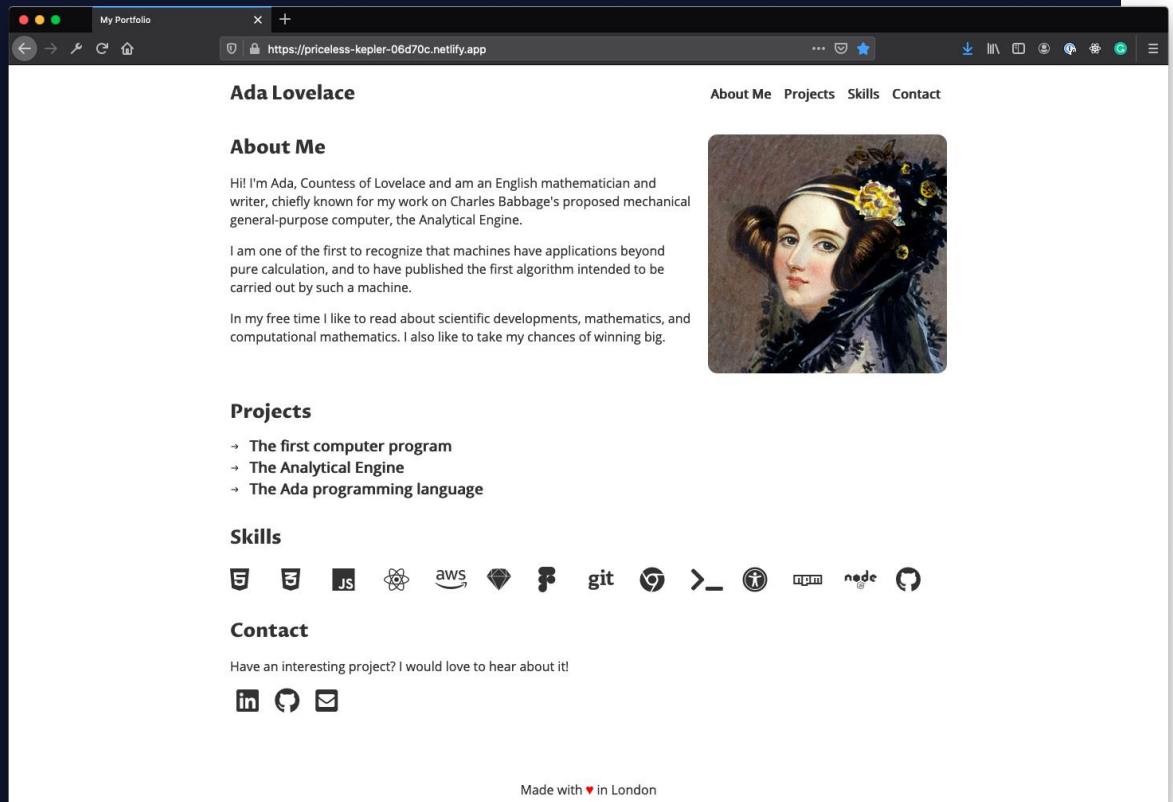 My Portfolio
https://priceless-kepler-06d70c.netlify.app
Ada Lovelace
About Me Projects Skills Contact
About Me
Hi! I'm Ada, Countess of Lovelace and am an English mathematician and
writer, chiefly known for my work on Charles Babbage's proposed mechanical
general-purpose computer, the Analytical Engine.
I am one of the first to recognize that machines have applications beyond
pure calculation, and to have published the first algorithm intended to be
carried out by such a machine.
In my free time I like to read about scientific developments, mathematics, and
computational mathematics. I also like to take my chances of winning big.
Projects
→ The first computer program
→ The Analytical Engine
→ The Ada programming language
Skills
5 3 JS aws git npm node
Contact
Have an interesting project? I would love to hear about it!
in
Made with ♥ in London